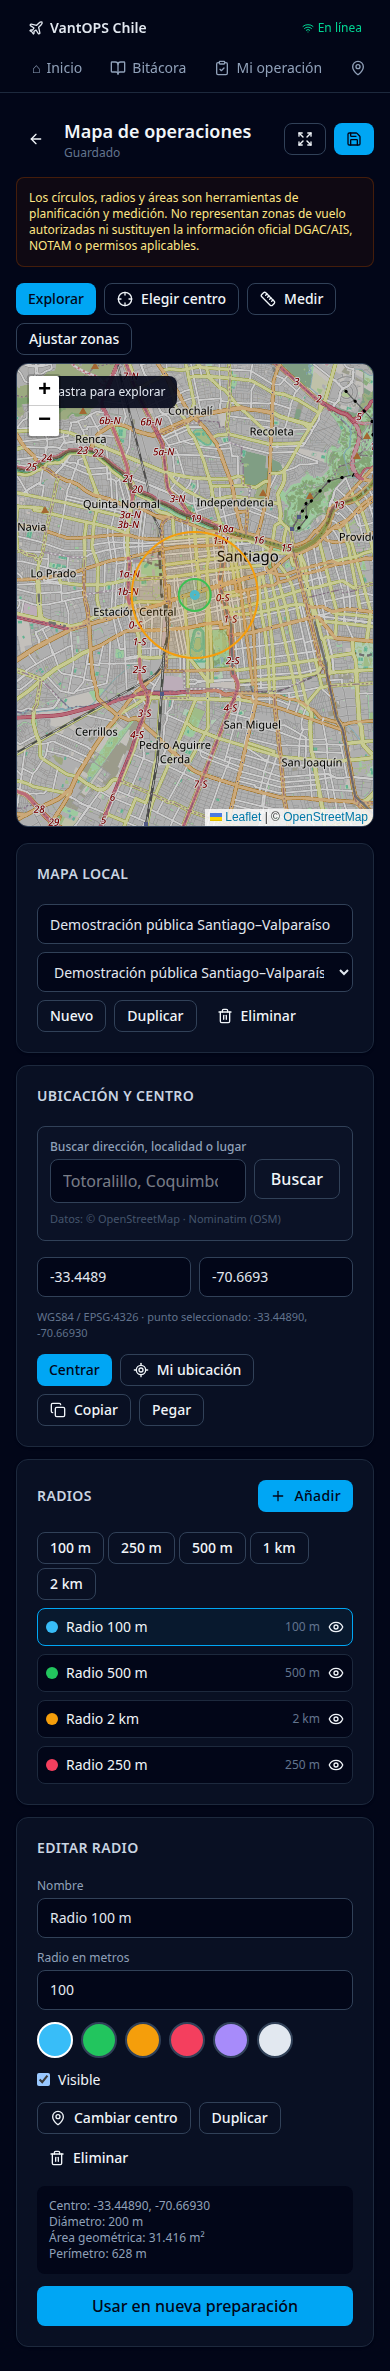 VantOPS Chile
En línea
Inicio
Bitácora
Mi operación
Mapa de operaciones
Guardado
Los círculos, radios y áreas son herramientas de
planificación y medición. No representan zonas de vuelo
autorizadas ni sustituyen la información oficial DGAC/AIS,
NOTAM o permisos aplicables.
Explorar
Elegir centro
Medir
Ajustar zonas
+
−
astra para explorar
Conchalí
Recoleta
Renca
Quinta Normal
Independencia
Navia
Santiago
Provide
Lo Prado
Estación Central
Cerrillos
San Miguel
Pedro Aguirre
Cerda
San Joaquín
Leaflet | © OpenStreetMap
MAPA LOCAL
Demostración pública Santiago–Valparaíso
Demostración pública Santiago–Valparaís
Nuevo
Duplicar
Eliminar
UBICACIÓN Y CENTRO
Buscar dirección, localidad o lugar
Totoralillo, Coquimbo
Buscar
Datos: © OpenStreetMap · Nominatim (OSM)
-33.4489
-70.6693
WGS84 / EPSG:4326 · punto seleccionado: -33.44890,
-70.66930
Centrar
Mi ubicación
Copiar
Pegar
RADIOS
Añadir
100 m
250 m
500 m
1 km
2 km
Radio 100 m
100 m
Radio 500 m
500 m
Radio 2 km
2 km
Radio 250 m
250 m
EDITAR RADIO
Nombre
Radio 100 m
Radio en metros
100
Visible
Cambiar centro
Duplicar
Eliminar
Centro: -33.44890, -70.66930
Diámetro: 200 m
Área geométrica: 31.416 m²
Perímetro: 628 m
Usar en nueva preparación